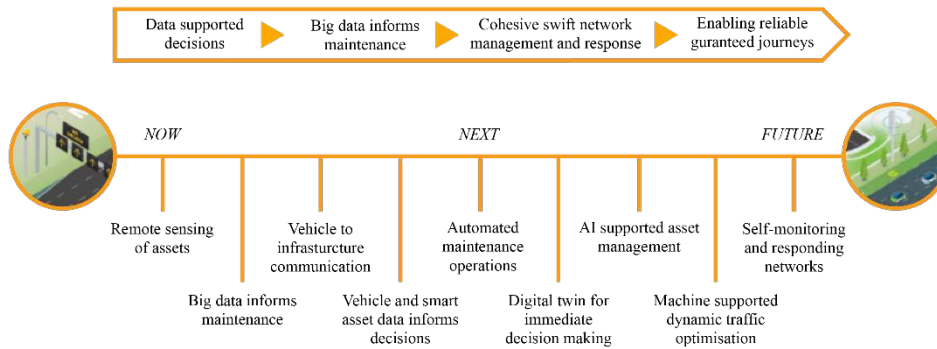 Data supported
decisions
Big data informs
maintenance
Cohesive swift network
management and response
Enabling reliable
guranteed journeys
NOW
NEXT
FUTURE
Remote sensing
of assets
Vehicle to
infrasturcture
communication
Automated
maintenance
operations
AI supported asset
management
Self-monitoring
and responding
networks
Big data informs
maintenance
Vehicle and smart
asset data informs
decisions
Digital twin for
immediate
decision making
Machine supported
dynamic traffic
optimisation